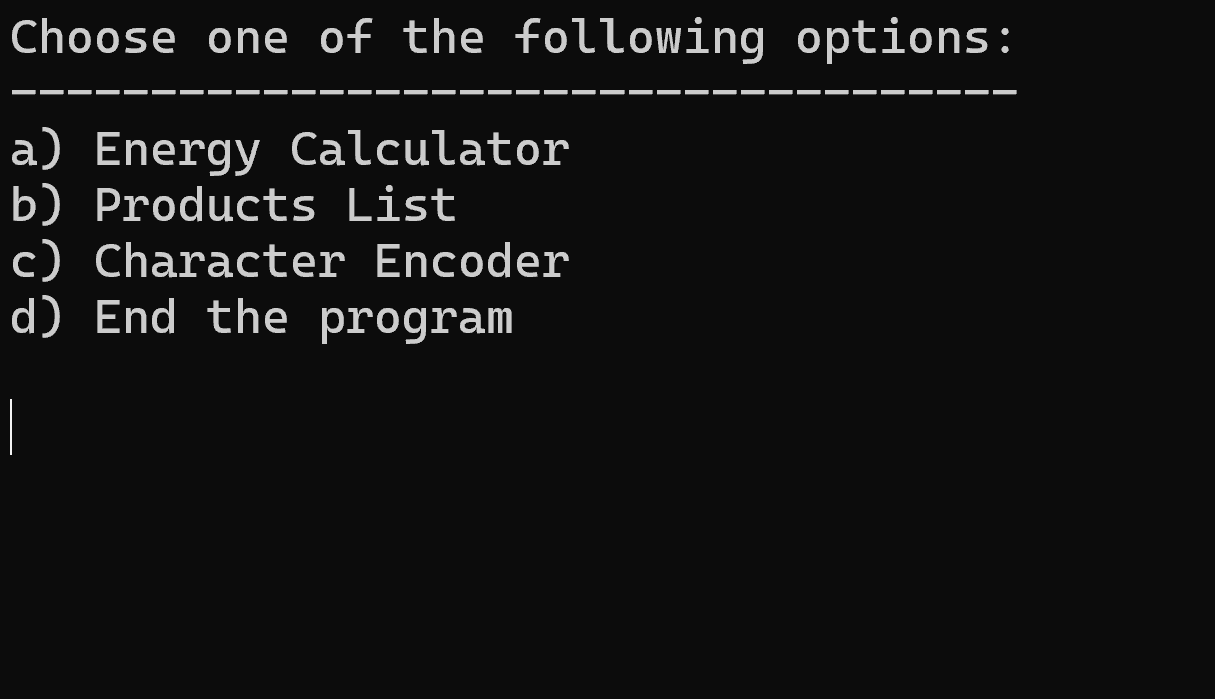 Choose one of the following options:
------------------------------------
a) Energy Calculator
b) Products List
c) Character Encoder
d) End the program